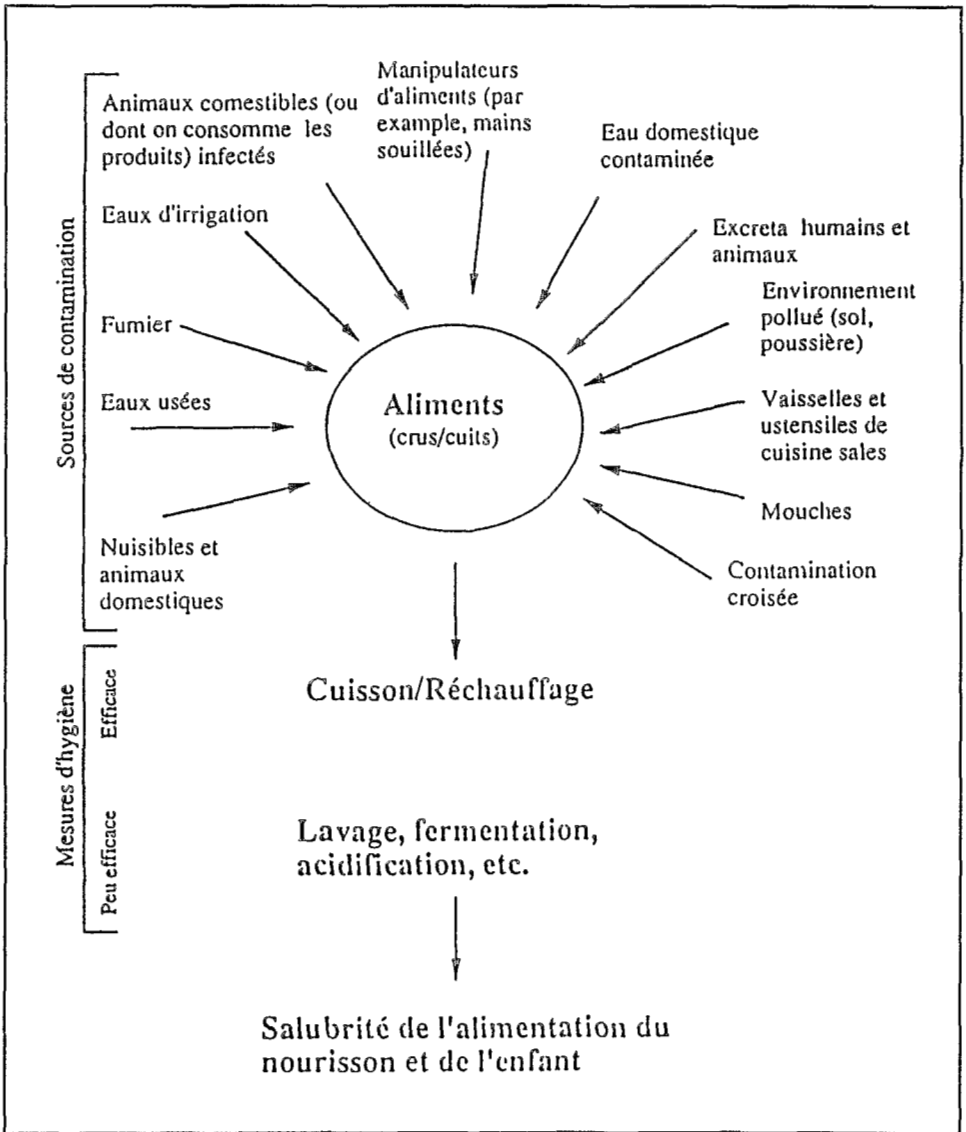 Sources de contamination
Animaux comestibles (ou
dont on consomme les
produits) infectés
Manipulateurs
d'aliments (par
example, mains
souillées)
Eau domestique
contaminée
Eaux d'irrigation
Excreta humains et
animaux
Fumier
Environnement
pollué (sol,
poussière)
Eaux usées
Aliments
(crus/cuits)
Vaisselles et
ustensiles de
cuisine sales
Mouches
Nuisibles et
animaux
domestiques
Contamination
croisée
Mesures d'hygiène
Efficace
Cuisson/Réchauffage
Peu efficace
Lavage, fermentation,
acidification, etc.
Salubrité de l'alimentation du
nourisson et de l'enfant